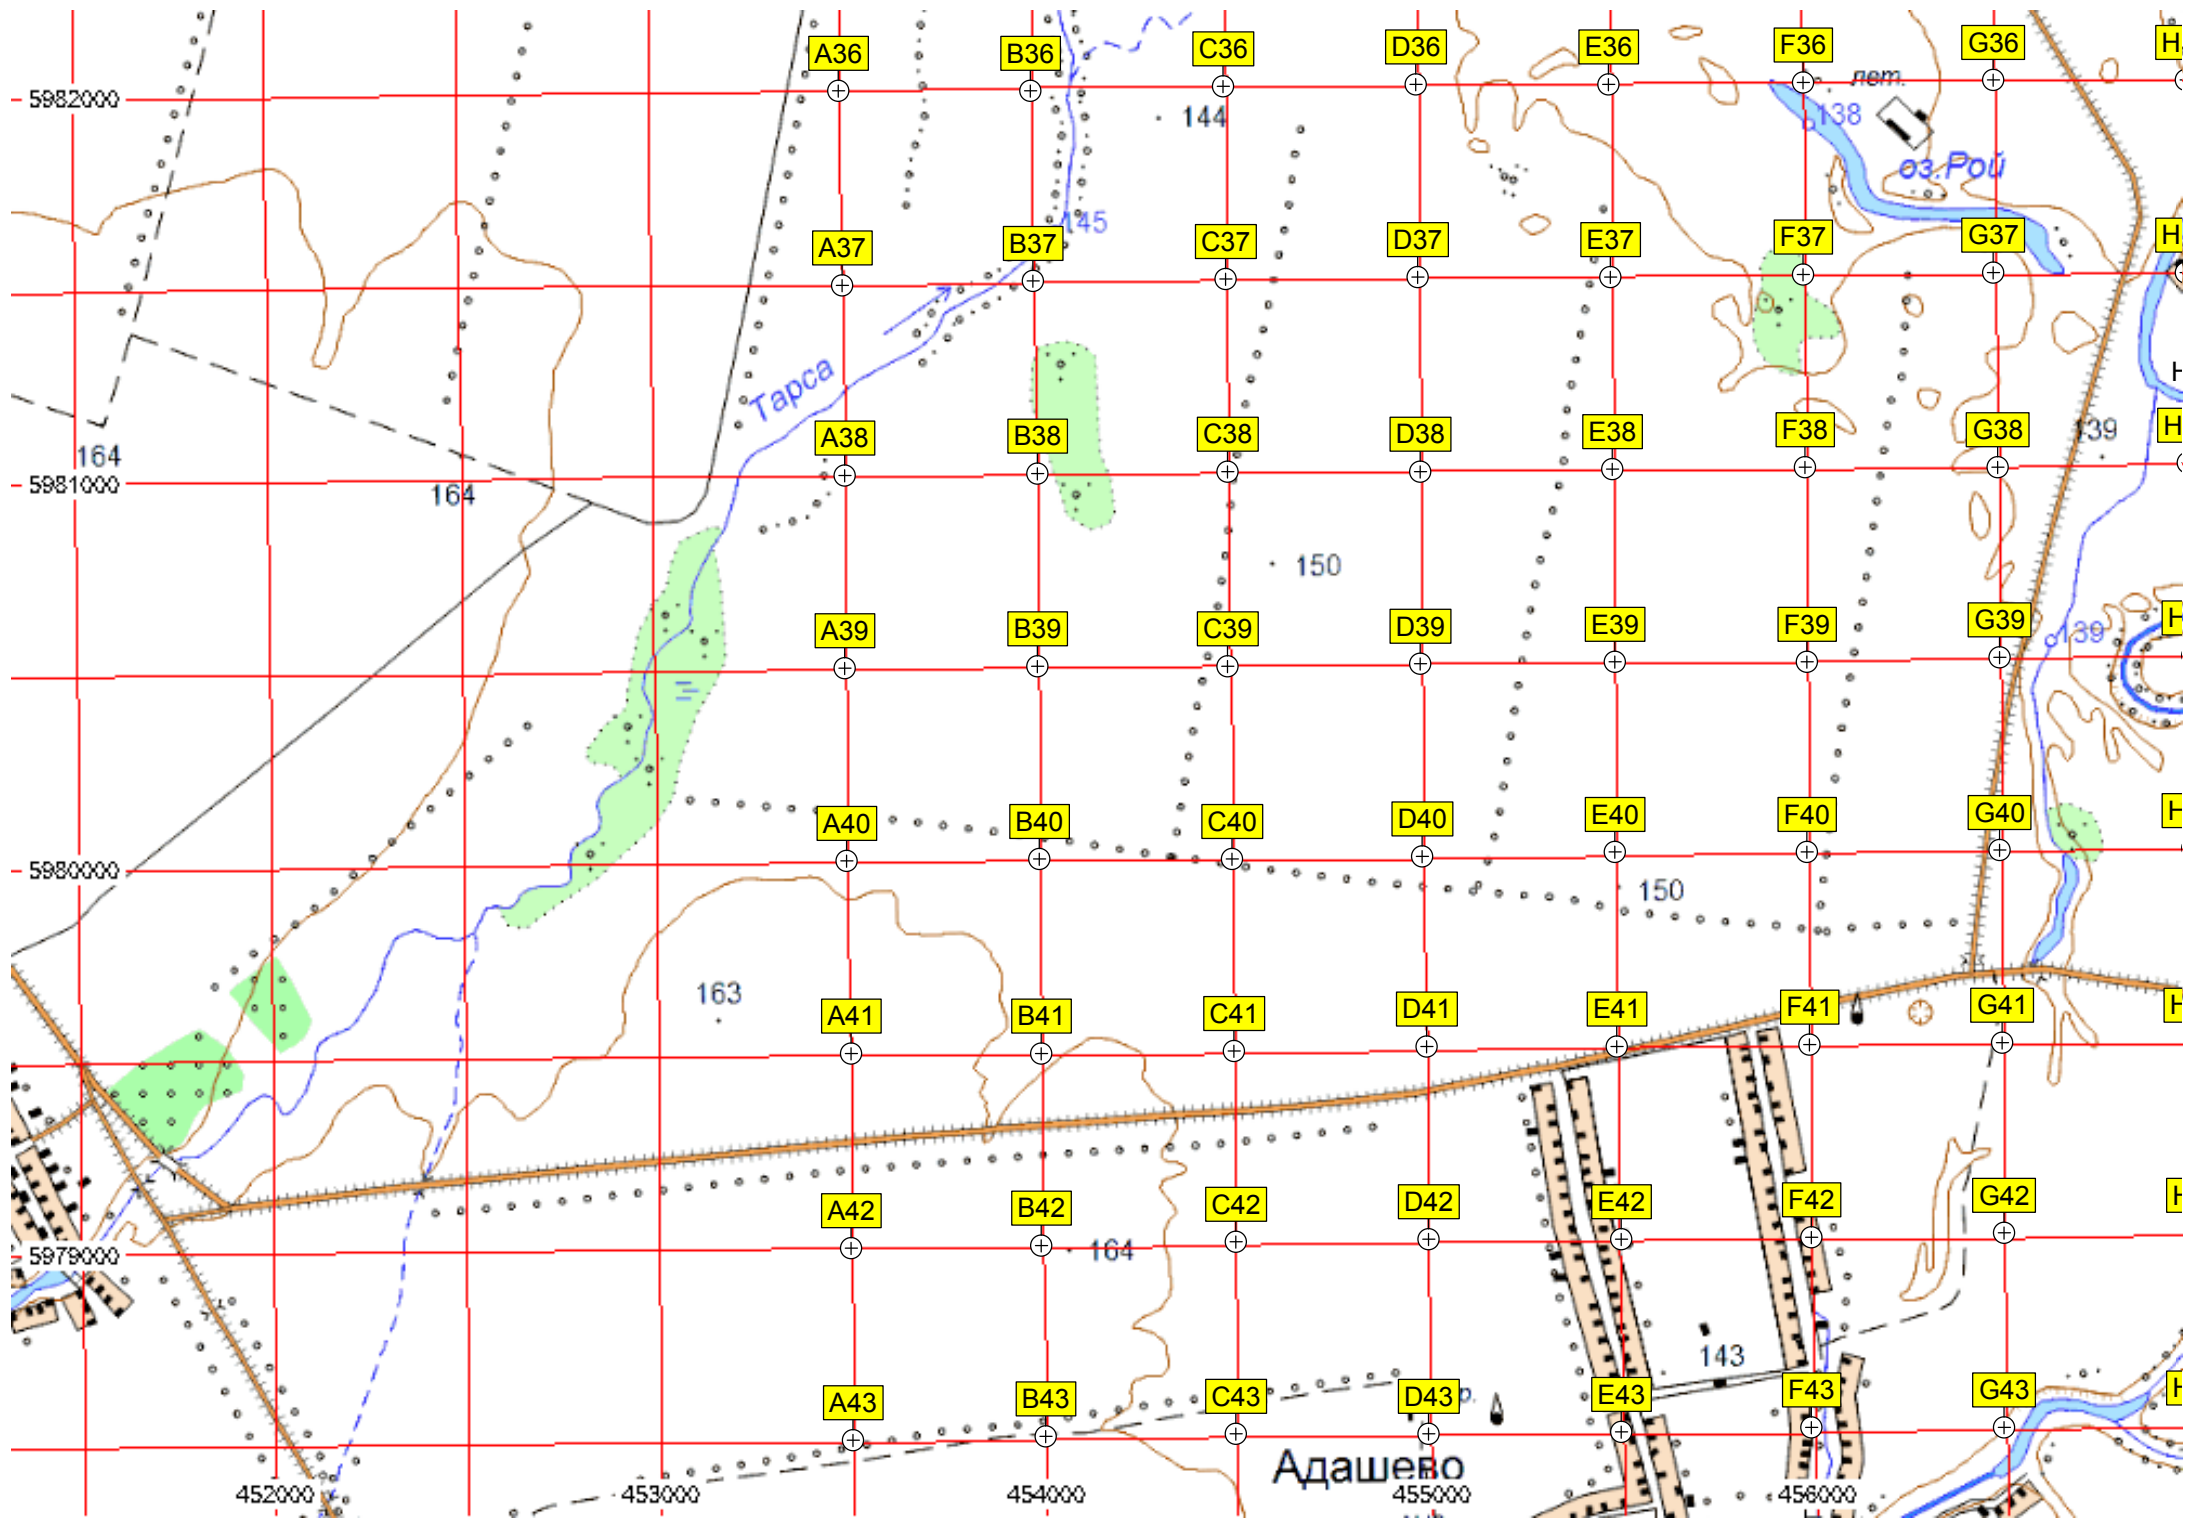 A36 B36 C36 D36 E36 F36 G36 H
лет.
5982000 144 138
оз.Рой
145
A37 B37 C37 D37 E37 F37 G37 H
Тарса H
A38 B38 C38 D38 E38 F38 G38 139 H
164
5981000 164
150
A39 B39 C39 D39 E39 F39 G39 139 H
A40 B40 C40 D40 E40 F40 G40 H
5980000 150
163
A41 B41 C41 D41 E41 F41 G41 H
A42 B42 C42 D42 E42 F42 G42 H
5979000 164
143
A43 B43 C43 D43 р. E43 F43 G43 H
Адашево
452000 453000 454000 455000 456000